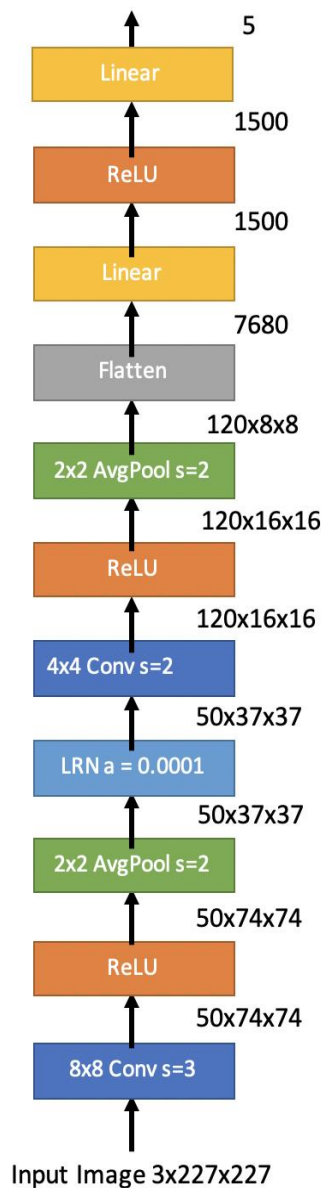 5
Linear
1500
ReLU
1500
Linear
7680
Flatten
120x8x8
2x2 AvgPool s=2
120x16x16
ReLU
120x16x16
4x4 Conv s=2
50x37x37
LRN a = 0.0001
50x37x37
2x2 AvgPool s=2
50x74x74
ReLU
50x74x74
8x8 Conv s=3
Input Image 3x227x227